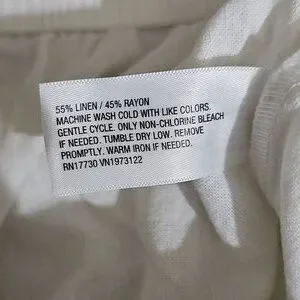 55% LINEN / 45% RAYON
MACHINE WASH COLD WITH LIKE COLORS.
GENTLE CYCLE. ONLY NON-CHLORINE BLEACH
IF NEEDED. TUMBLE DRY LOW. REMOVE
PROMPTLY. WARM IRON IF NEEDED.
RN17730 VN1973122